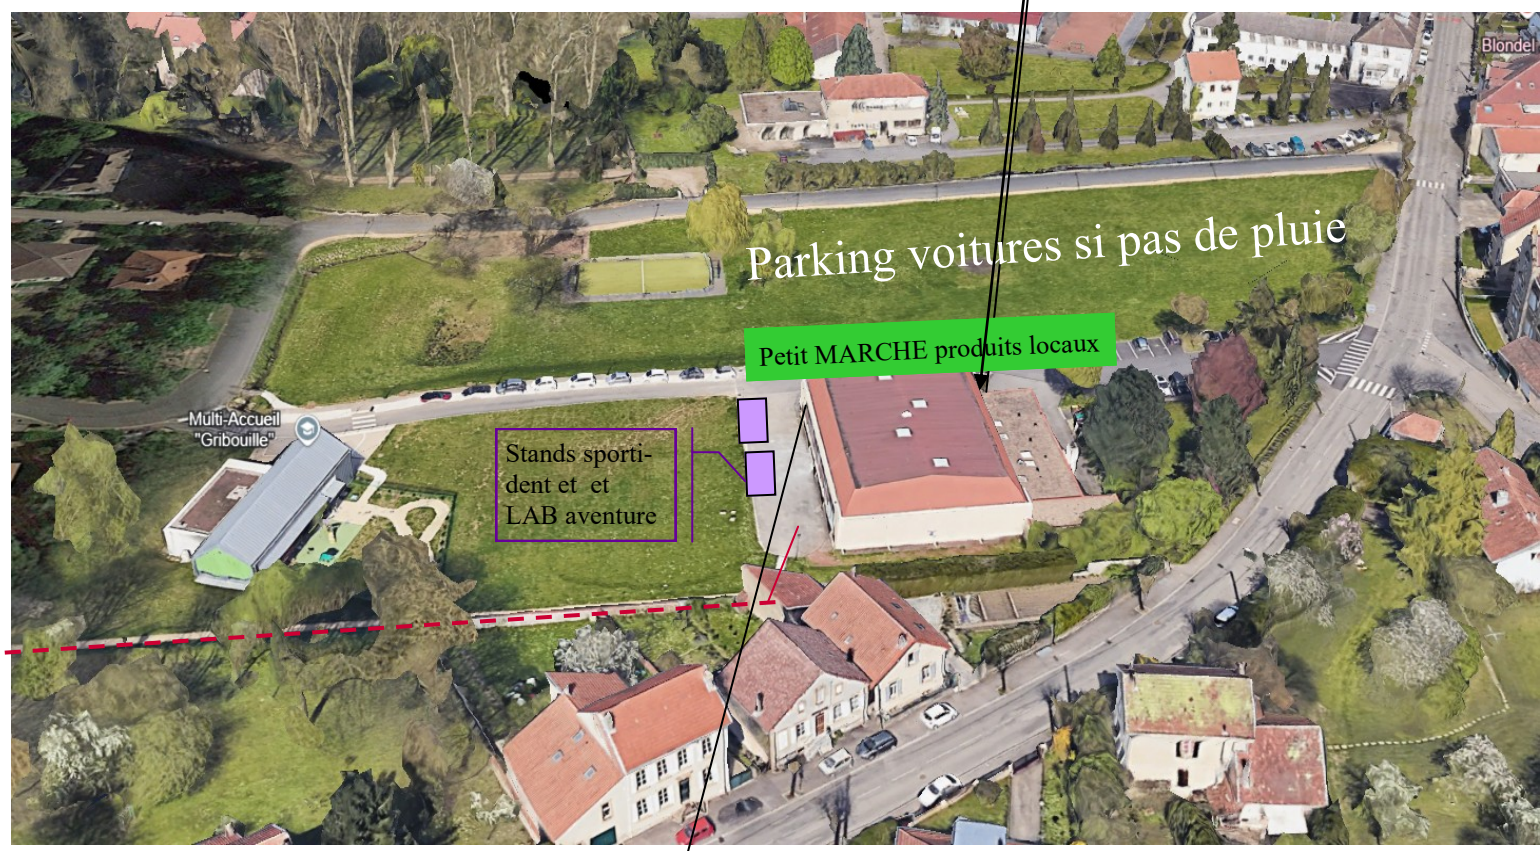 Blondel
Parking voitures si pas de pluie
Petit MARCHE produits locaux
Multi-Accueil
"Gribouille"
Stands sporti-
dent et et
LAB aventure